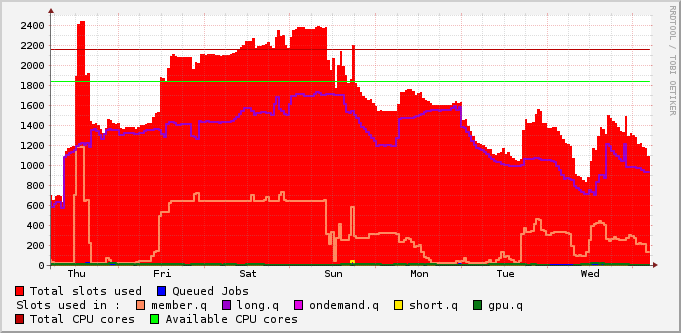 2400
2200
2000
1800
1600
1400
1200
1000
800
600
400
200
0
Thu Fri Sat Sun Mon Tue Wed
RRDTOOL / TOBI OETIKER
Total slots used Queued Jobs
Slots used in : member.q long.q ondemand.q short.q gpu.q
Total CPU cores Available CPU cores